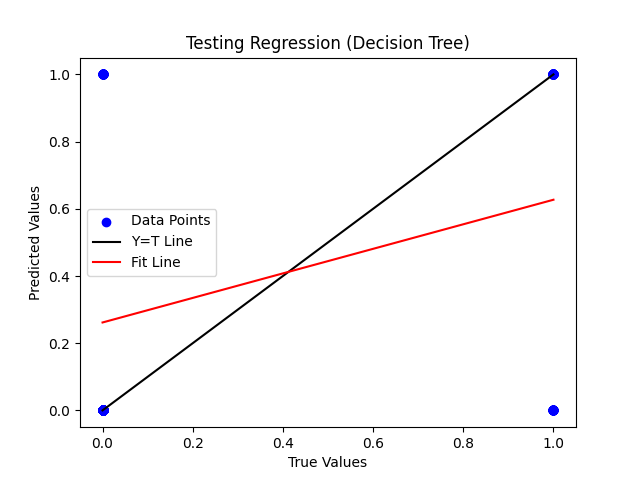 Testing Regression (Decision Tree)
1.0
0.8
0.6
0.4
0.2
0.0
Predicted Values
Data Points
Y=T Line
Fit Line
0.0 0.2 0.4 0.6 0.8 1.0
True Values